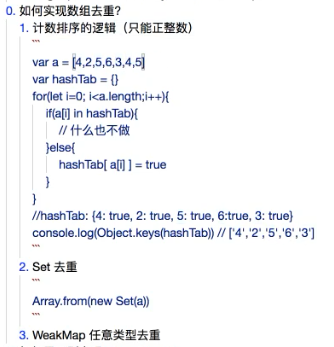 0. 如何实现数组去重?
1. 计数排序的逻辑（只能正整数）
```
var a = [4,2,5,6,3,4,5]
var hashTab = {}
for(let i=0; i<a.length;i++){
if(a[i] in hashTab){
// 什么也不做
}else{
hashTab[ a[i] ] = true
}
}
//hashTab: {4: true, 2: true, 5: true, 6:true, 3: true}
console.log(Object.keys(hashTab)) // ['4','2','5','6','3']
```
2. Set 去重
```
Array.from(new Set(a))
```
3. WeakMap 任意类型去重